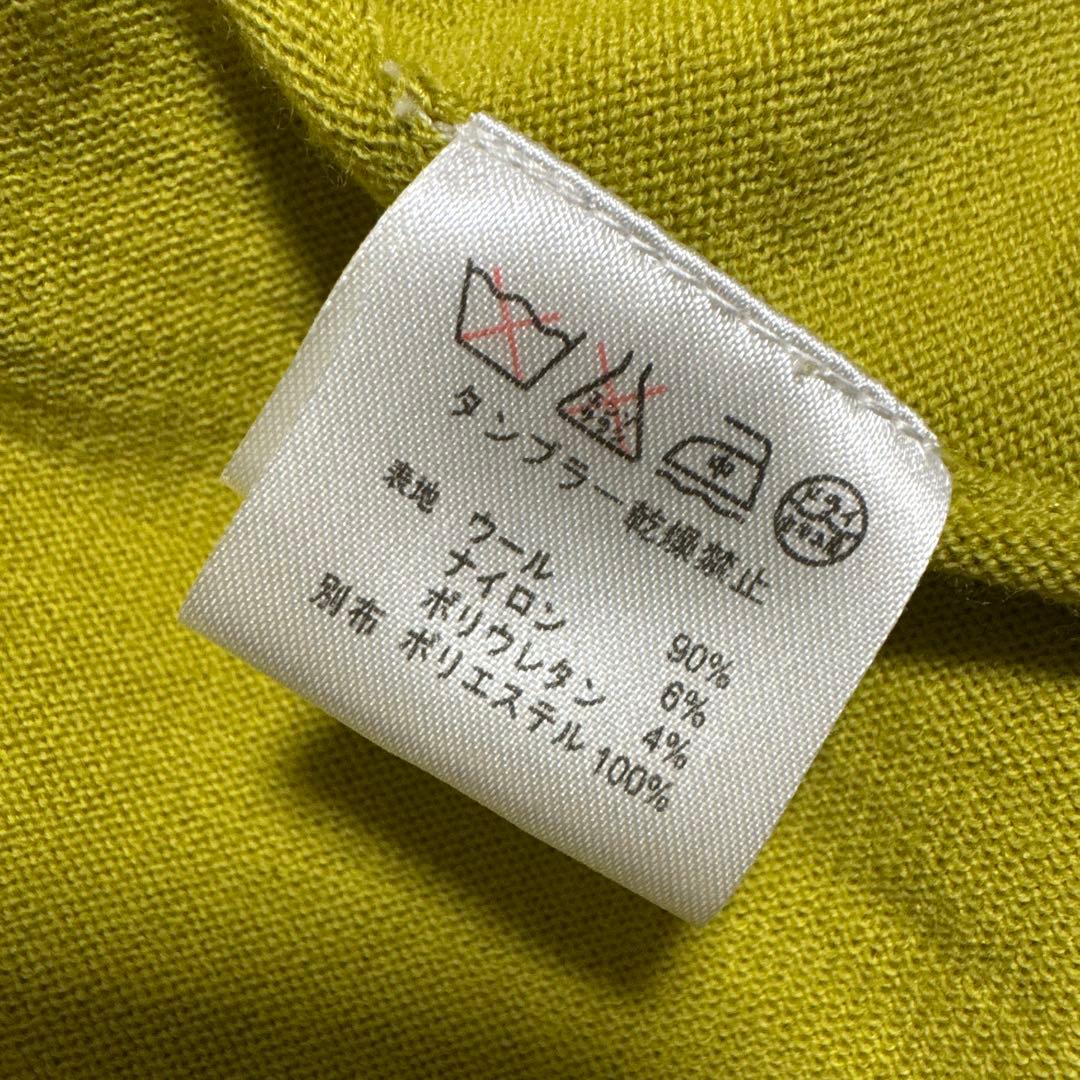 中
タンブラー乾燥禁止
表地 ウール 90%
ナイロン 6%
ポリウレタン 4%
別布 ポリエステル 100%